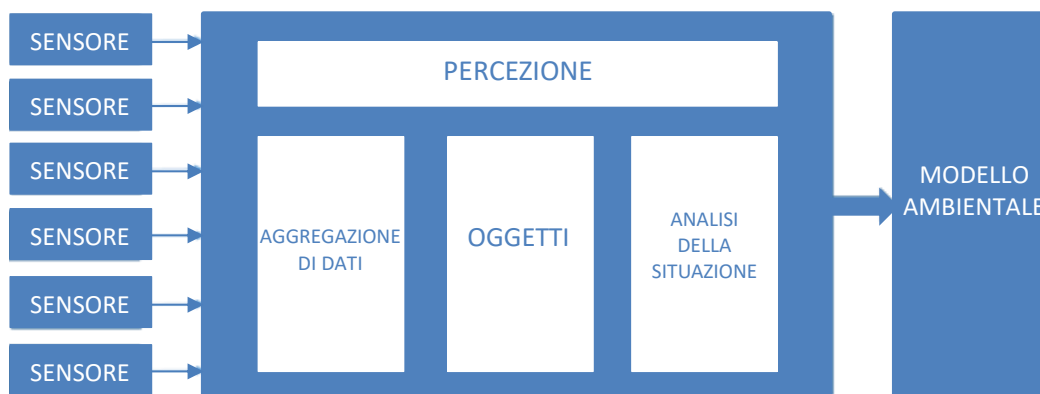 SENSORE
SENSORE
SENSORE
SENSORE
SENSORE
SENSORE
PERCEZIONE
AGGREGAZIONE
DI DATI
OGGETTI
ANALISI
DELLA
SITUAZIONE
MODELLO
AMBIENTALE